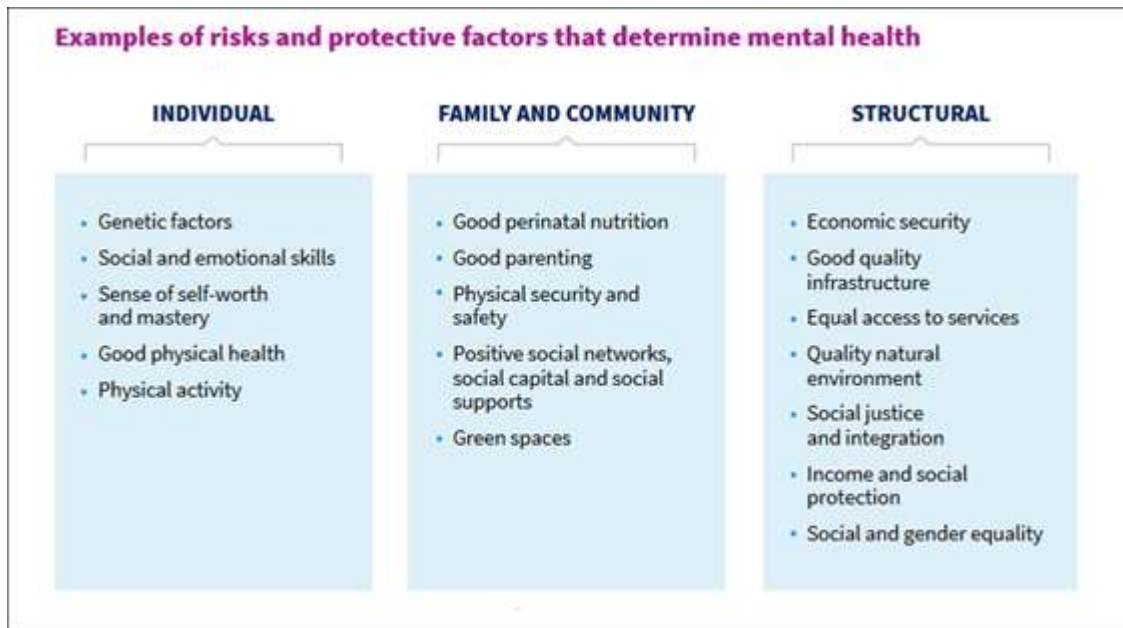 Examples of risks and protective factors that determine mental health
INDIVIDUAL
• Genetic factors
• Social and emotional skills
• Sense of self-worth
and mastery
• Good physical health
• Physical activity
FAMILY AND COMMUNITY
• Good perinatal nutrition
• Good parenting
• Physical security and
safety
• Positive social networks,
social capital and social
supports
• Green spaces
STRUCTURAL
• Economic security
• Good quality
infrastructure
• Equal access to services
• Quality natural
environment
• Social justice
and integration
• Income and social
protection
• Social and gender equality